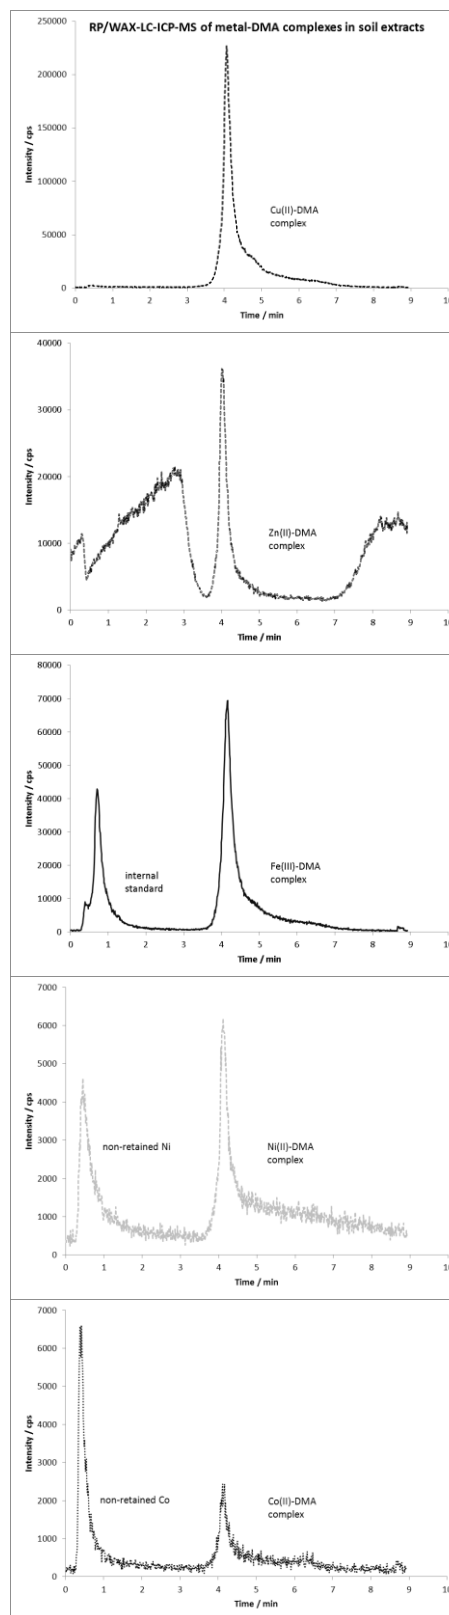 RP/WAX-LC-ICP-MS of metal-DMA complexes in soil extracts
250000
200000
150000
100000
50000
0
Intensity / cps
Cu(II)-DMA
complex
0 1 2 3 4 5 6 7 8 9 10
Time / min
40000
30000
20000
10000
0
Intensity / cps
Zn(II)-DMA
complex
0 1 2 3 4 5 6 7 8 9 10
Time / min
80000
70000
60000
50000
40000
30000
20000
10000
0
Intensity / cps
internal
standard
Fe(III)-DMA
complex
0 1 2 3 4 5 6 7 8 9 10
Time / min
7000
6000
5000
4000
3000
2000
1000
0
Intensity / cps
non-retained Ni
Ni(II)-DMA
complex
0 1 2 3 4 5 6 7 8 9 10
Time / min
7000
6000
5000
4000
3000
2000
1000
0
Intensity / cps
non-retained Co
Co(II)-DMA
complex
0 1 2 3 4 5 6 7 8 9 10
Time / min